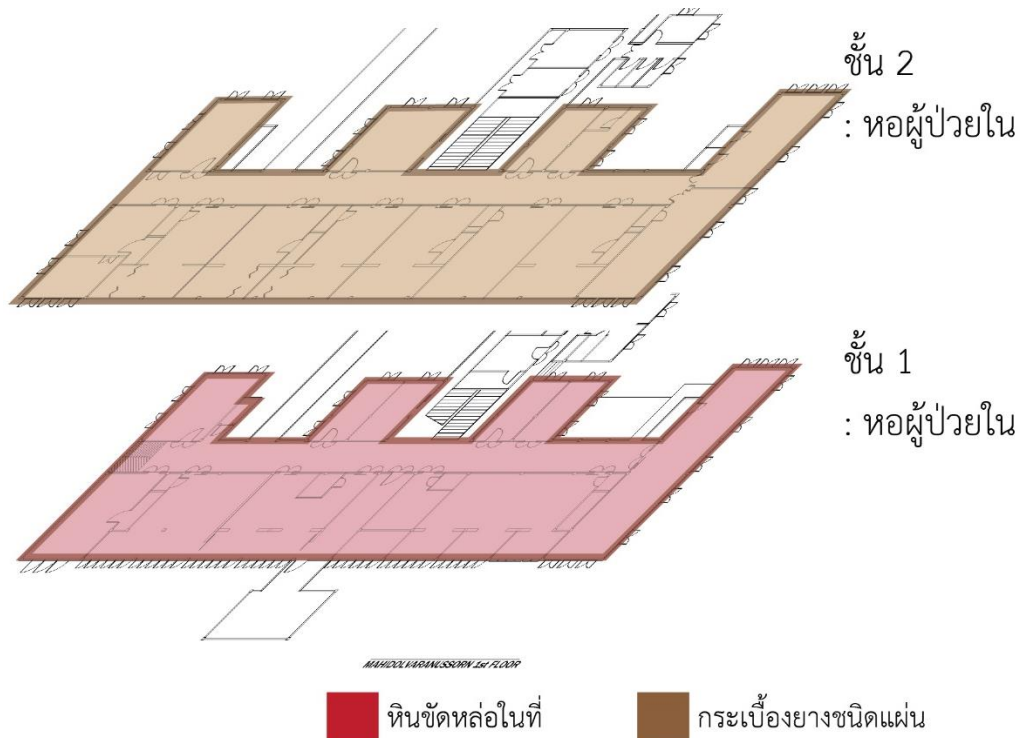 ชั้น 2
: หอผู้ป่วยใน
ชั้น 1
: หอผู้ป่วยใน
MAHIDOLVARANUSSORN 1st FLOOR
หินขัดหล่อในที่
กระเบื้องยางชนิดแผ่น